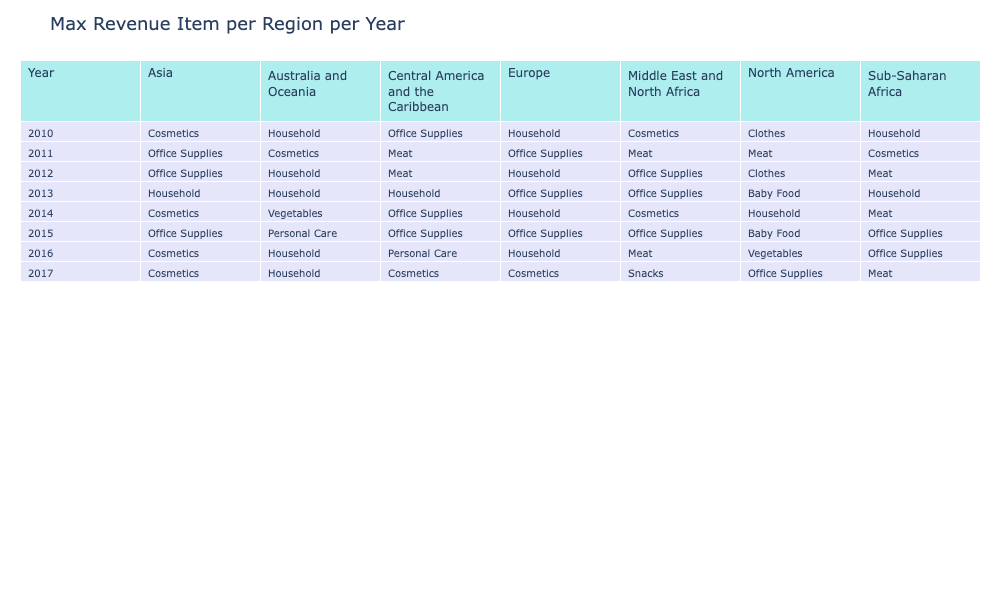 Max Revenue Item per Region per Year
Year Asia Australia and Oceania Central America and the Caribbean Europe Middle East and North Africa North America Sub-Saharan Africa
2010 Cosmetics Household Office Supplies Household Cosmetics Clothes Household
2011 Office Supplies Cosmetics Meat Office Supplies Meat Meat Cosmetics
2012 Office Supplies Household Meat Household Office Supplies Clothes Meat
2013 Household Household Household Office Supplies Office Supplies Baby Food Household
2014 Cosmetics Vegetables Office Supplies Household Cosmetics Household Meat
2015 Office Supplies Personal Care Office Supplies Office Supplies Office Supplies Baby Food Office Supplies
2016 Cosmetics Household Personal Care Household Meat Vegetables Office Supplies
2017 Cosmetics Household Cosmetics Cosmetics Snacks Office Supplies Meat